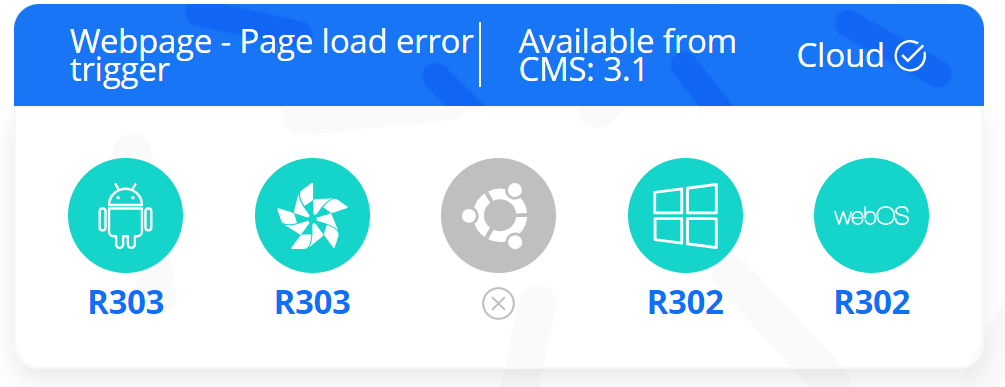 Webpage - Page load error
trigger
Available from
CMS: 3.1
Cloud
webOS
R303
R303
R302
R302